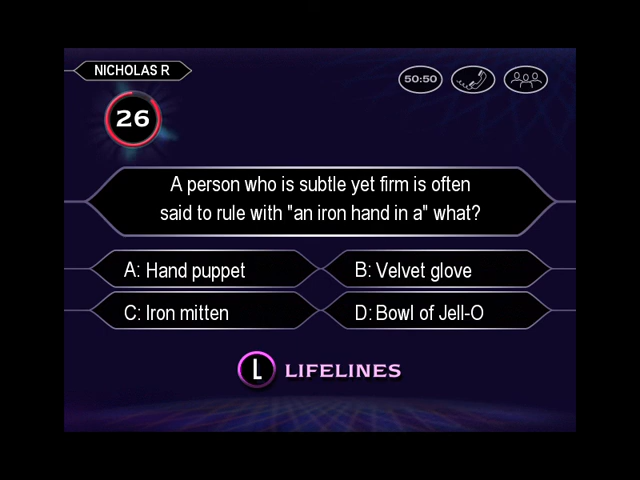 NICHOLAS R
50:50
26
A person who is subtle yet firm is often
said to rule with "an iron hand in a" what?
A: Hand puppet
B: Velvet glove
C: Iron mitten
D: Bowl of Jell-O
L LIFELINES